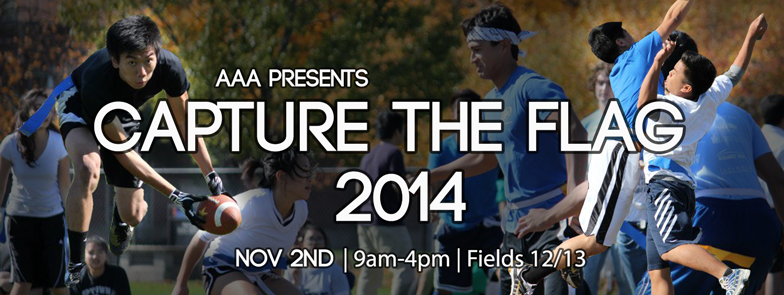 AAA PRESENTS
CAPTURE THE FLAG
2014
NOV 2ND | 9am-4pm | Fields 12/13